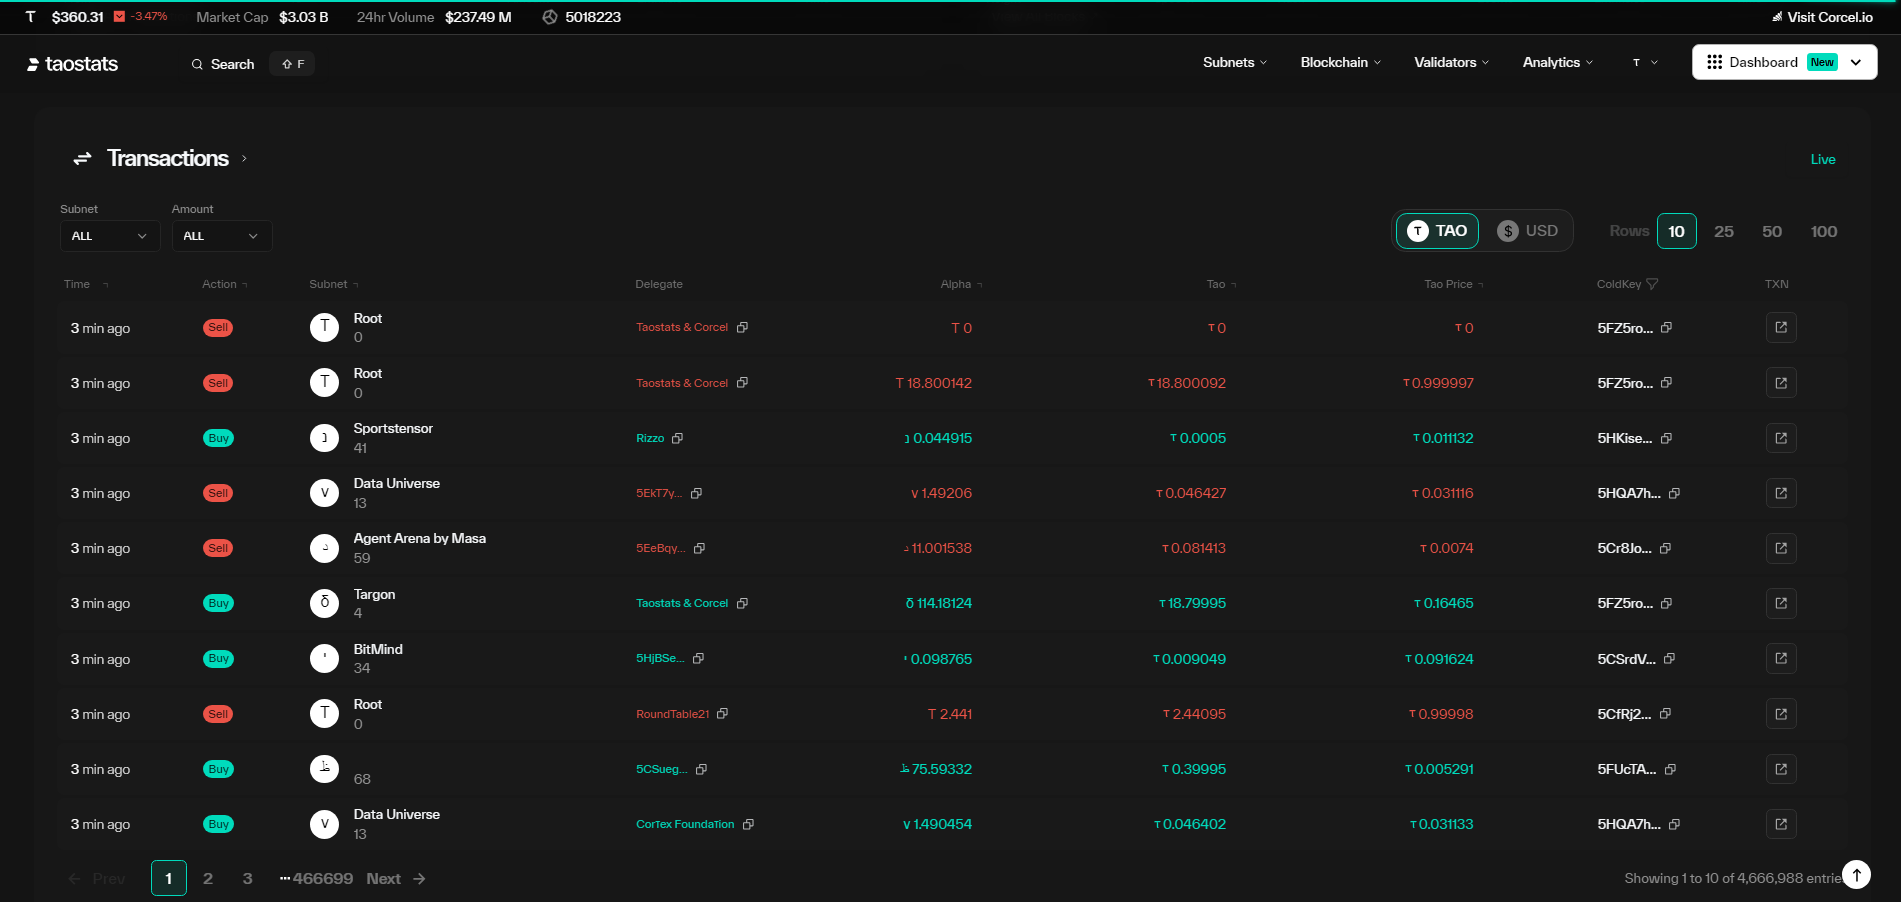 T $360.31 -3.47% Market Cap $3.03 B 24hr Volume $237.49 M 5018223 Visit Corcel.io
taostats Search F Subnets Blockchain Validators Analytics T Dashboard New
Transactions
Live
Subnet Amount
ALL ALL T TAO $ USD Rows 10 25 50 100
Time Action Subnet Delegate Alpha Tao Tao Price ColdKey TXN
3 min ago Sell T Root 0 Taostats & Corcel T 0 T 0 T 0 5FZ5ro...
3 min ago Sell T Root 0 Taostats & Corcel T 18.800142 T 18.800092 T 0.999997 5FZ5ro...
3 min ago Buy נ Sportstensor 41 Rizzo נ 0.044915 T 0.0005 T 0.011132 5HKise...
3 min ago Sell v Data Universe 13 5EkT7y... v 1.49206 T 0.046427 T 0.031116 5HQA7h...
3 min ago Sell د Agent Arena by Masa 59 5EeBqy... د 11.001538 T 0.081413 T 0.0074 5Cr8Jo...
3 min ago Buy δ Targon 4 Taostats & Corcel δ 114.18124 T 18.79995 T 0.16465 5FZ5ro...
3 min ago Buy י BitMind 34 5HjBSe... י 0.098765 T 0.009049 T 0.091624 5CSrdV...
3 min ago Sell T Root 0 RoundTable21 T 2.441 T 2.44095 T 0.99998 5CfRj2...
3 min ago Buy ظ 68 5CSueg... ظ 75.59332 T 0.39995 T 0.005291 5FUcTA...
3 min ago Buy v Data Universe 13 Corτex Foundaτion v 1.490454 T 0.046402 T 0.031133 5HQA7h...
Prev 1 2 3 ... 466699 Next Showing 1 to 10 of 4,666,988 entrie